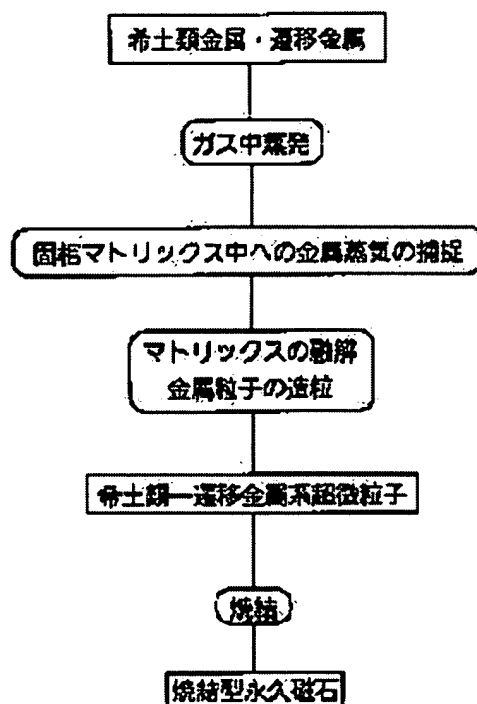 希土類金属・遷移金属
ガス中蒸発
固相マトリックス中への金属蒸気の捕捉
マトリックスの融解
金属粒子の造粒
希土類―遷移金属系超微粒子
焼結
焼結型永久磁石